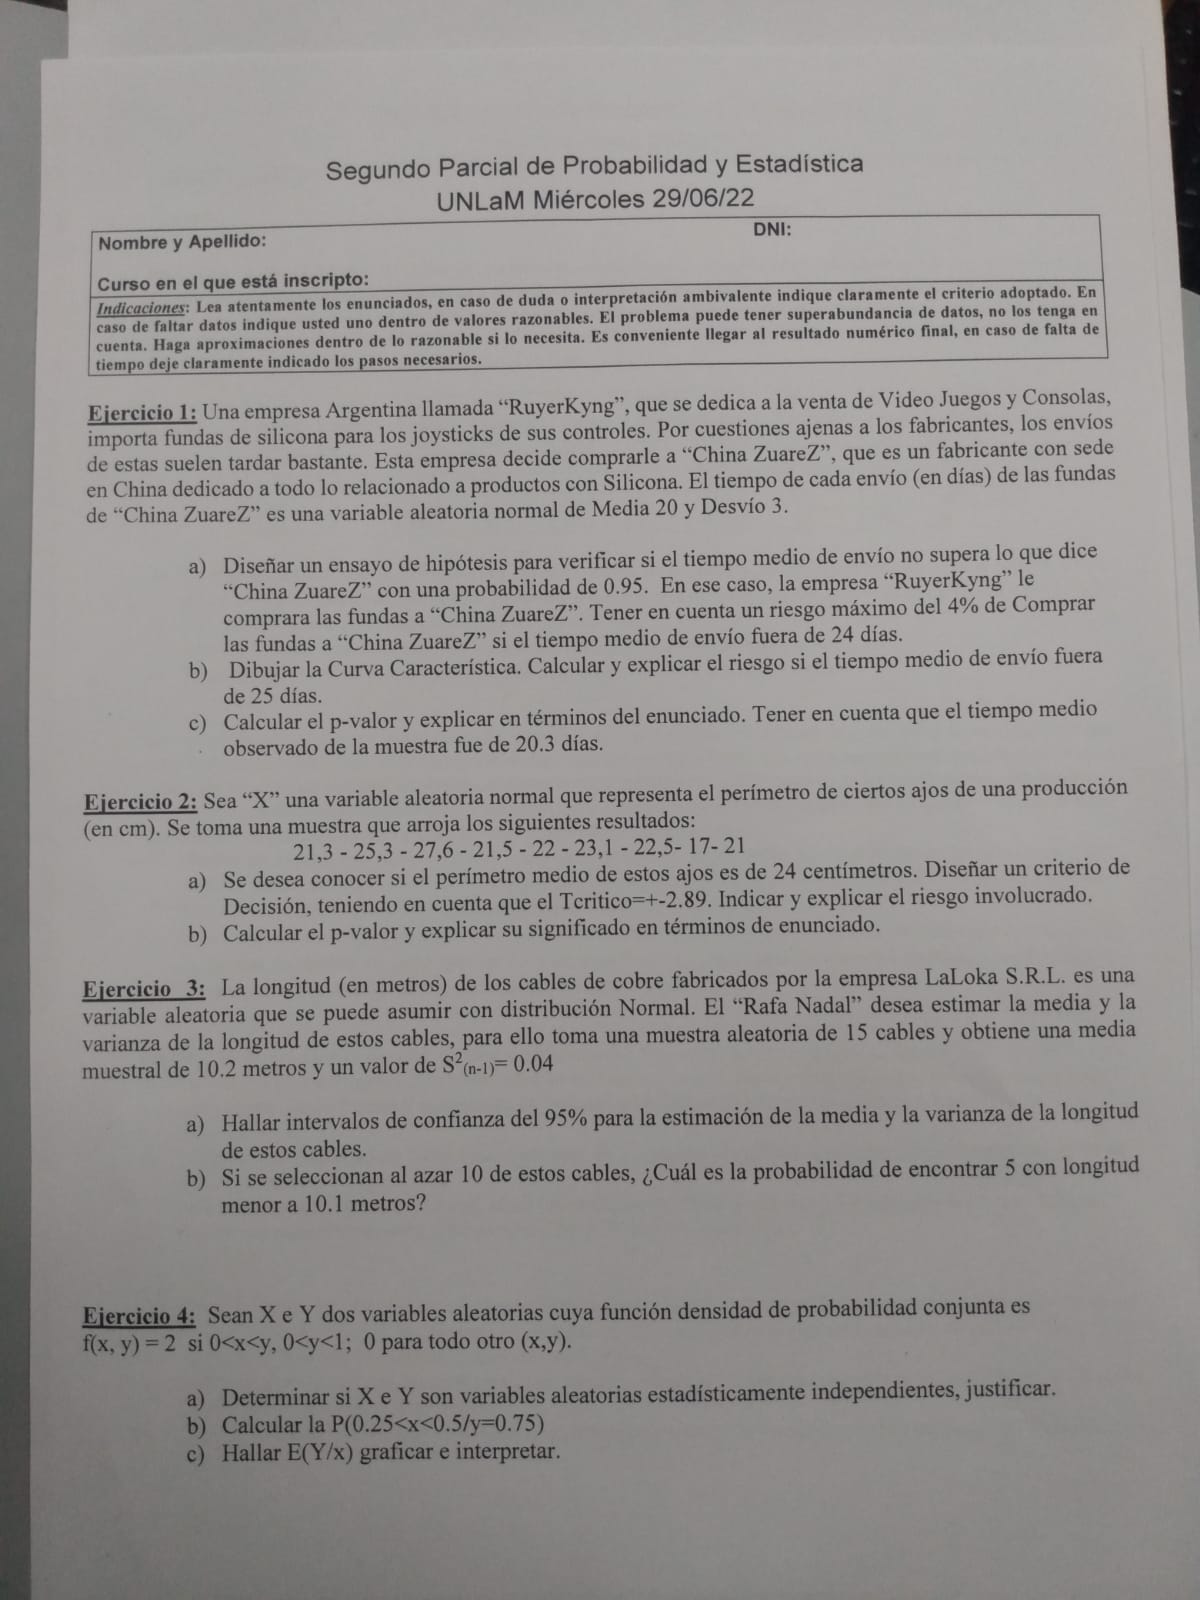 Segundo Parcial de Probabilidad y Estadística
UNLaM Miércoles 29/06/22
Nombre y Apellido:
DNI:
Curso en el que está inscripto:
Indicaciones: Lea atentamente los enunciados, en caso de duda o interpretación ambivalente indique claramente el criterio adoptado. En
caso de faltar datos indique usted uno dentro de valores razonables. El problema puede tener superabundancia de datos, no los tenga en
cuenta. Haga aproximaciones dentro de lo razonable si lo necesita. Es conveniente llegar al resultado numérico final, en caso de falta de
tiempo deje claramente indicado los pasos necesarios.
Ejercicio 1: Una empresa Argentina llamada “RuyerKyng”, que se dedica a la venta de Video Juegos y Consolas,
importa fundas de silicona para los joysticks de sus controles. Por cuestiones ajenas a los fabricantes, los envíos
de estas suelen tardar bastante. Esta empresa decide comprarle a “China ZuareZ”, que es un fabricante con sede
en China dedicado a todo lo relacionado a productos con Silicona. El tiempo de cada envío (en días) de las fundas
de “China ZuareZ” es una variable aleatoria normal de Media 20 y Desvío 3.
a) Diseñar un ensayo de hipótesis para verificar si el tiempo medio de envío no supera lo que dice
“China ZuareZ” con una probabilidad de 0.95. En ese caso, la empresa “RuyerKyng” le
comprara las fundas a “China ZuareZ”. Tener en cuenta un riesgo máximo del 4% de Comprar
las fundas a “China ZuareZ” si el tiempo medio de envío fuera de 24 días.
b) Dibujar la Curva Característica. Calcular y explicar el riesgo si el tiempo medio de envío fuera
de 25 días.
c) Calcular el p-valor y explicar en términos del enunciado. Tener en cuenta que el tiempo medio
observado de la muestra fue de 20.3 días.
Ejercicio 2: Sea “X” una variable aleatoria normal que representa el perímetro de ciertos ajos de una producción
(en cm). Se toma una muestra que arroja los siguientes resultados:
21,3 - 25,3 - 27,6 - 21,5 - 22 - 23,1 - 22,5- 17- 21
a) Se desea conocer si el perímetro medio de estos ajos es de 24 centímetros. Diseñar un criterio de
Decisión, teniendo en cuenta que el Tcritico=+-2.89. Indicar y explicar el riesgo involucrado.
b) Calcular el p-valor y explicar su significado en términos de enunciado.
Ejercicio 3: La longitud (en metros) de los cables de cobre fabricados por la empresa LaLoka S.R.L. es una
variable aleatoria que se puede asumir con distribución Normal. El “Rafa Nadal” desea estimar la media y la
varianza de la longitud de estos cables, para ello toma una muestra aleatoria de 15 cables y obtiene una media
muestral de 10.2 metros y un valor de S²(n-1)= 0.04
a) Hallar intervalos de confianza del 95% para la estimación de la media y la varianza de la longitud
de estos cables.
b) Si se seleccionan al azar 10 de estos cables, ¿Cuál es la probabilidad de encontrar 5 con longitud
menor a 10.1 metros?
Ejercicio 4: Sean X e Y dos variables aleatorias cuya función densidad de probabilidad conjunta es
f(x, y) = 2 si 0<x<y, 0<y<1; 0 para todo otro (x,y).
a) Determinar si X e Y son variables aleatorias estadísticamente independientes, justificar.
b) Calcular la P(0.25<x<0.5/y=0.75)
c) Hallar E(Y/x) graficar e interpretar.